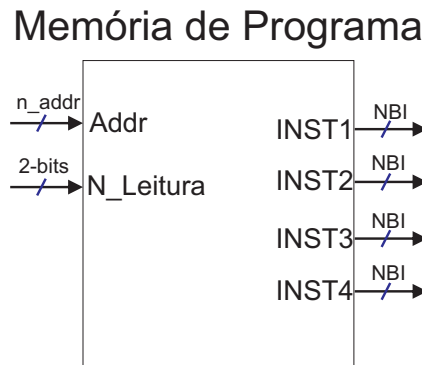 Memória de Programa
n_addr
Addr
2-bits
N_Leitura
INST1
NBI
INST2
NBI
INST3
NBI
INST4
NBI